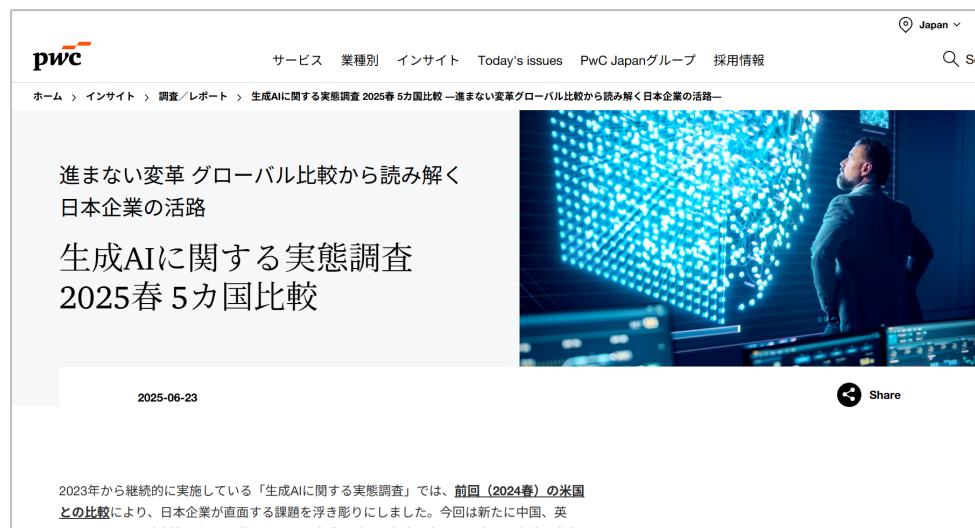 Japan
pwc
サービス 業種別 インサイト Today's issues PwC Japanグループ 採用情報
ホーム > インサイト > 調査／レポート > 生成AIに関する実態調査 2025春 5カ国比較 ―進まない変革グローバル比較から読み解く日本企業の活路―
進まない変革 グローバル比較から読み解く
日本企業の活路
生成AIに関する実態調査
2025春 5カ国比較
2025-06-23
Share
2023年から継続的に実施している「生成AIに関する実態調査」では、前回（2024春）の米国
との比較により、日本企業が直面する課題を浮き彫りにしました。今回は新たに中国、英